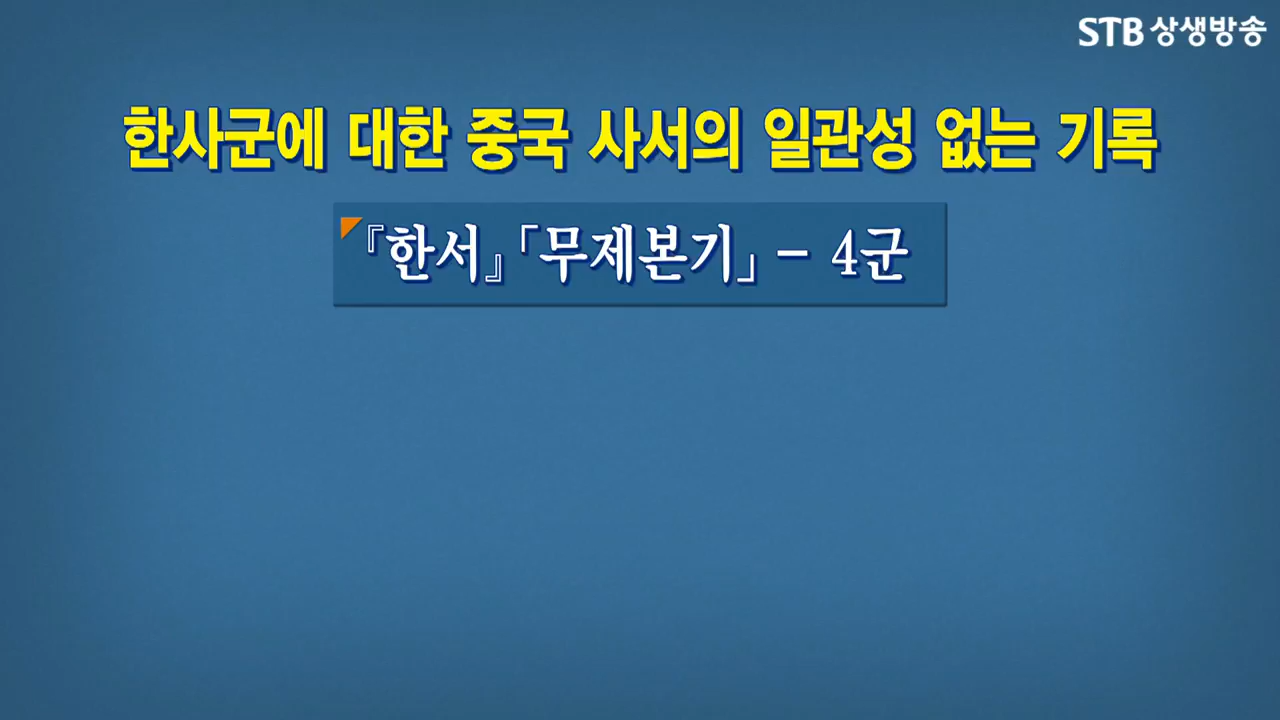 STB 상생방송
한사군에 대한 중국 사서의 일관성 없는 기록
『한서』「무제본기」 - 4군